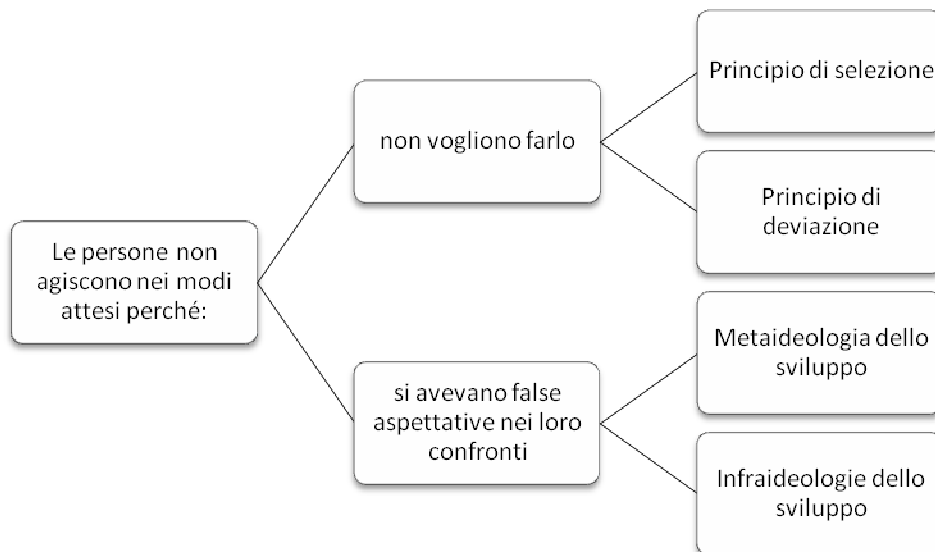 Le persone non
agiscono nei modi
attesi perché:
non vogliono farlo
si avevano false
aspettative nei loro
confronti
Principio di selezione
Principio di
deviazione
Metaideologia dello
sviluppo
Infraideologie dello
sviluppo